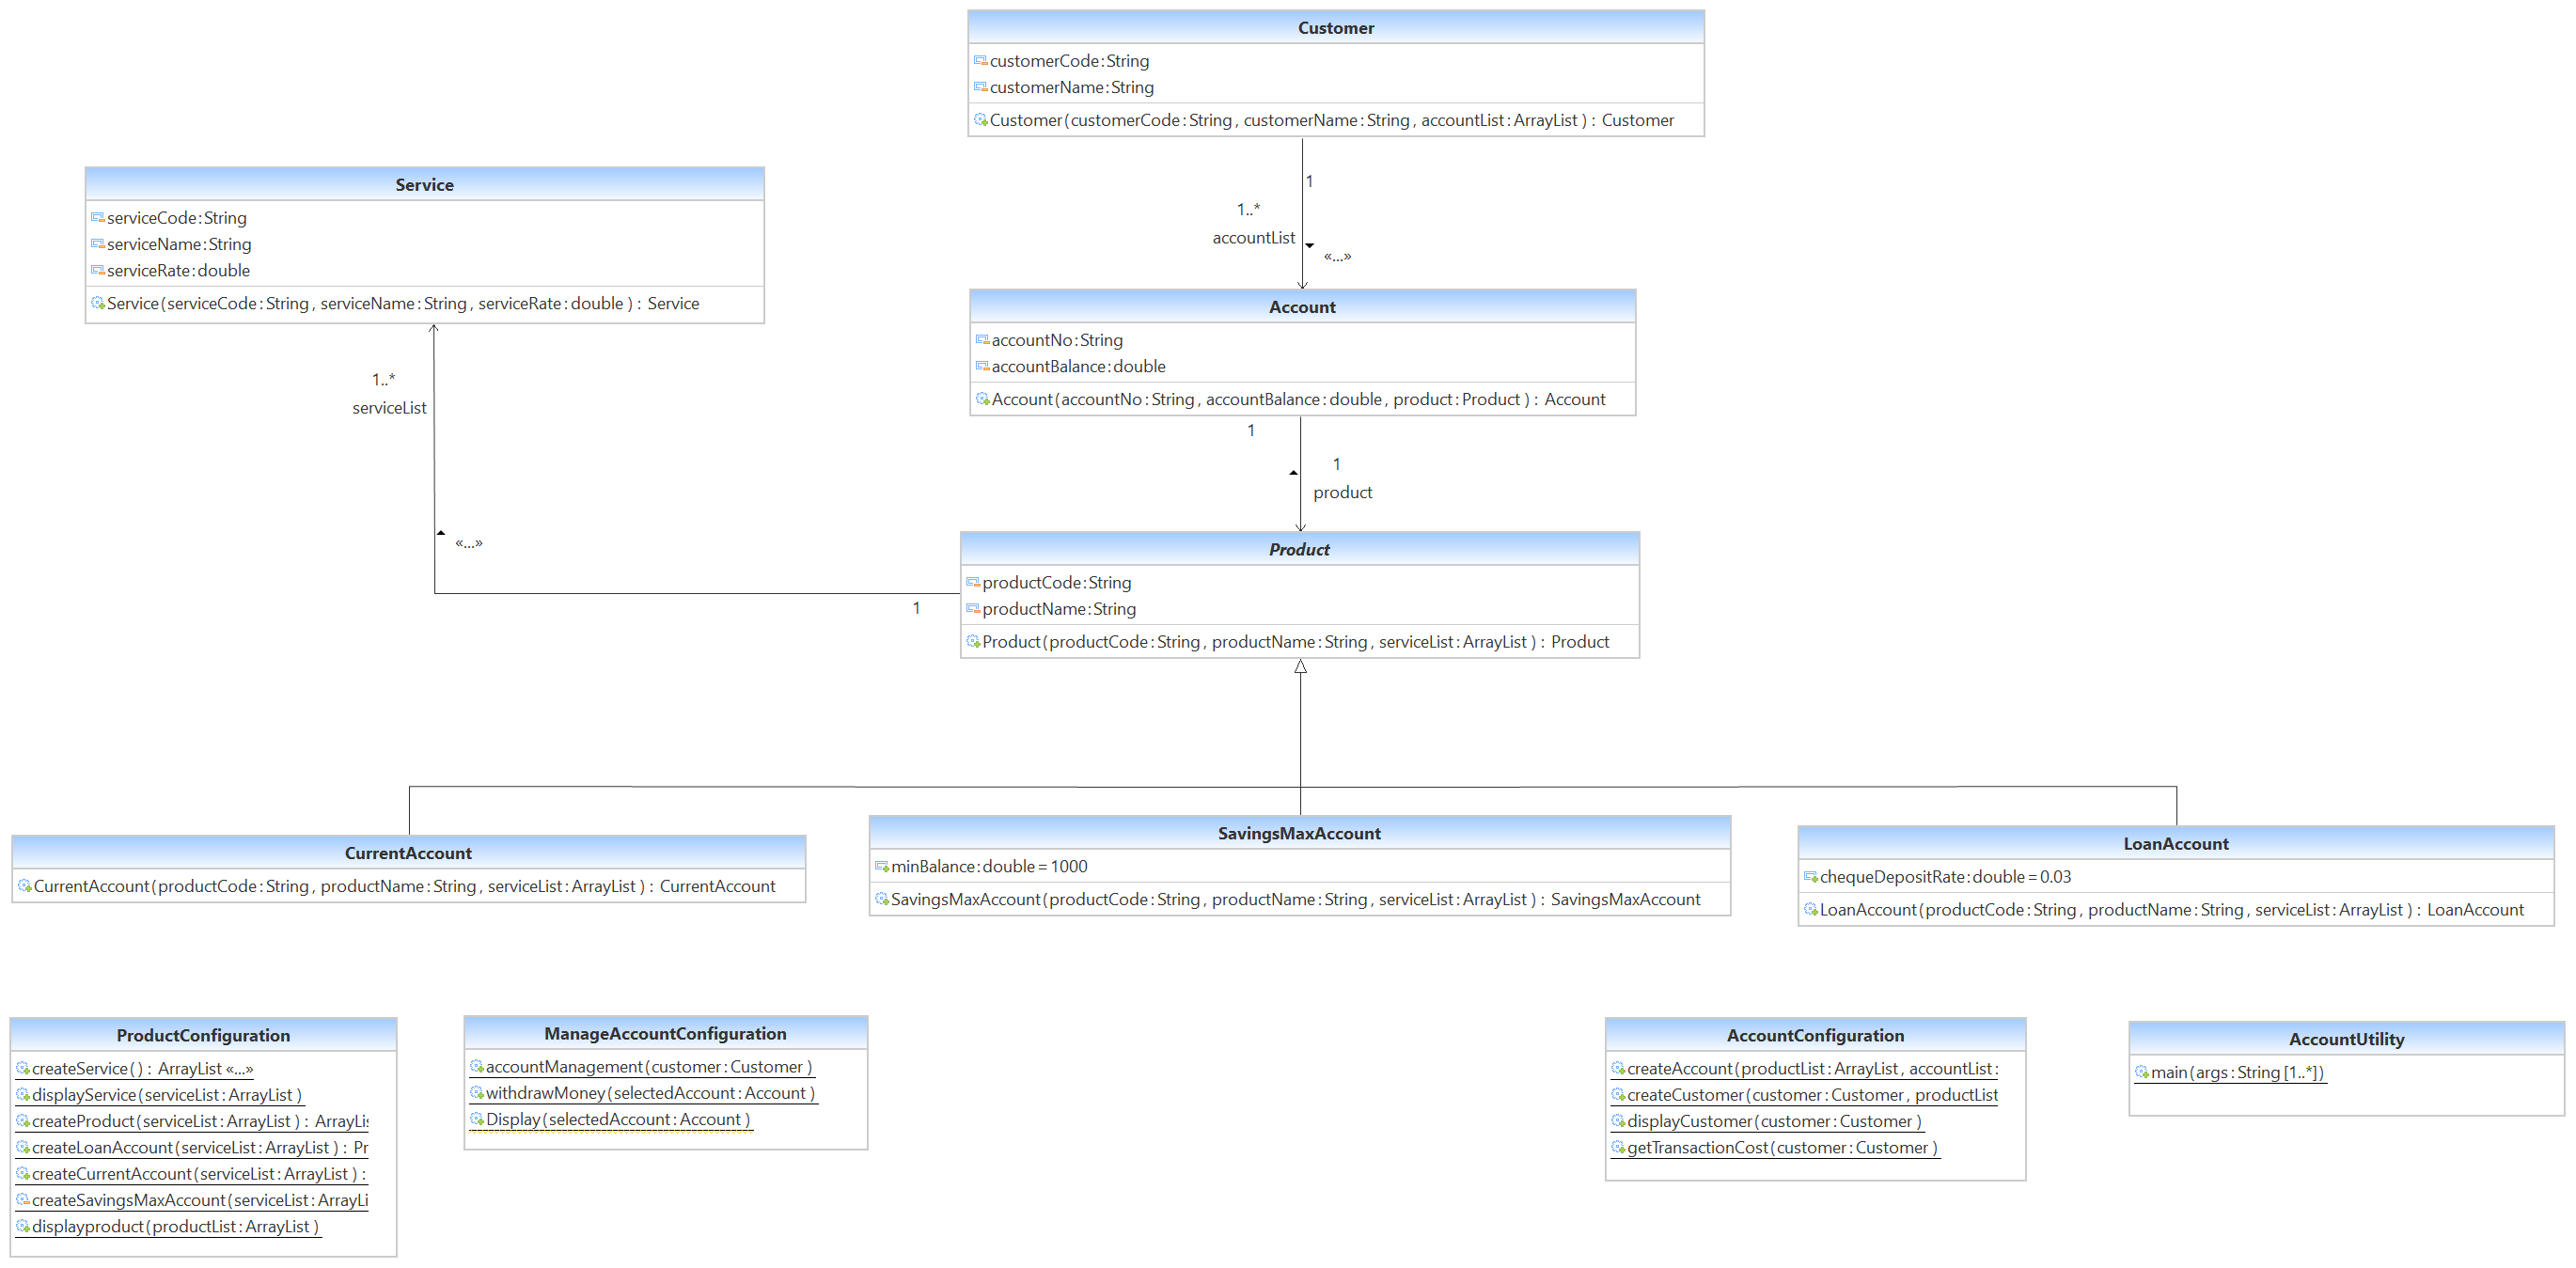 Customer
customerCode:String
customerName:String
Customer(customerCode:String, customerName:String, accountList:ArrayList): Customer
1
1..*
accountList
«...»
Service
serviceCode:String
serviceName:String
serviceRate:double
Service(serviceCode:String, serviceName:String, serviceRate:double): Service
1..*
serviceList
«...»
1
Account
accountNo:String
accountBalance:double
Account(accountNo:String, accountBalance:double, product:Product): Account
1
1
product
Product
productCode:String
productName:String
Product(productCode:String, productName:String, serviceList:ArrayList): Product
CurrentAccount
CurrentAccount(productCode:String, productName:String, serviceList:ArrayList): CurrentAccount
SavingsMaxAccount
minBalance:double=1000
SavingsMaxAccount(productCode:String, productName:String, serviceList:ArrayList): SavingsMaxAccount
LoanAccount
chequeDepositRate:double=0.03
LoanAccount(productCode:String, productName:String, serviceList:ArrayList): LoanAccount
ProductConfiguration
createService(): ArrayList«...»
displayService(serviceList:ArrayList)
createProduct(serviceList:ArrayList): ArrayLi
createLoanAccount(serviceList:ArrayList): Pr
createCurrentAccount(serviceList:ArrayList):
createSavingsMaxAccount(serviceList:ArrayLi
displayproduct(productList:ArrayList)
ManageAccountConfiguration
accountManagement(customer:Customer)
withdrawMoney(selectedAccount:Account)
Display(selectedAccount:Account)
AccountConfiguration
createAccount(productList:ArrayList, accountList:
createCustomer(customer:Customer, productList
displayCustomer(customer:Customer)
getTransactionCost(customer:Customer)
AccountUtility
main(args:String[1..*])